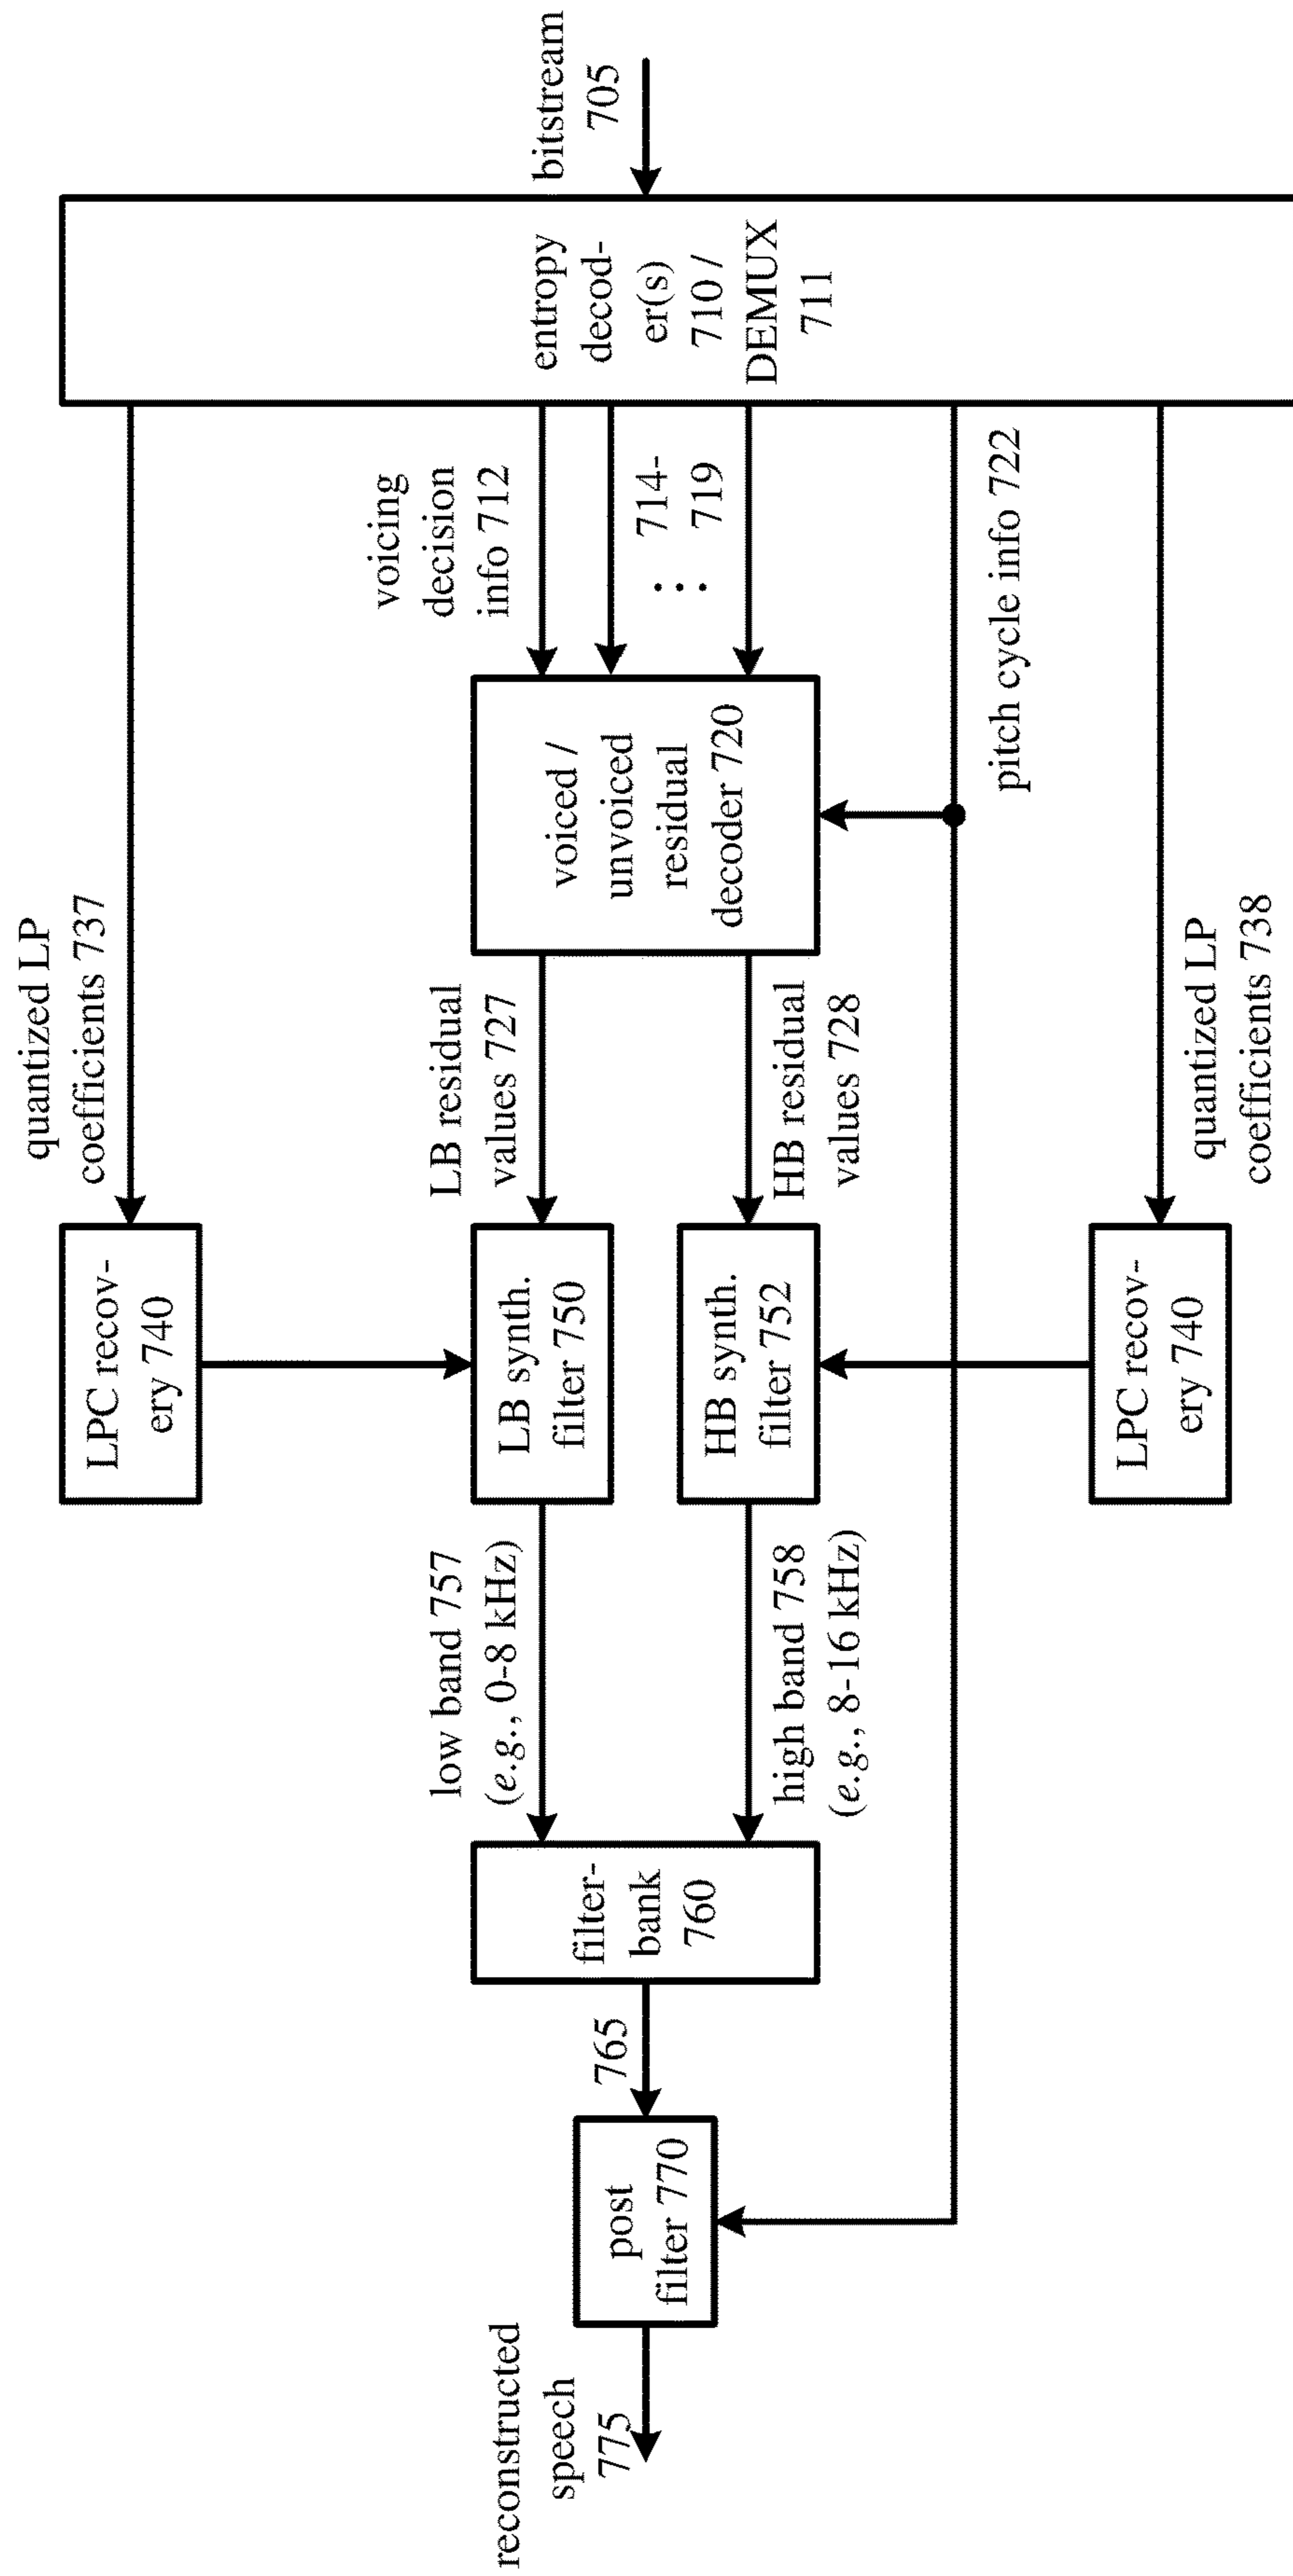 bitstream
705
entropy
decod-
er(s)
710 /
DEMUX
711
voicing
decision
info 712
714-
719
pitch cycle info 722
voiced /
unvoiced
residual
decoder 720
quantized LP
coefficients 737
LB residual
values 727
HB residual
values 728
quantized LP
coefficients 738
LPC recov-
ery 740
LB synth.
filter 750
HB synth.
filter 752
LPC recov-
ery 740
low band 757
(e.g., 0-8 kHz)
high band 758
(e.g., 8-16 kHz)
filter-
bank
760
765
post
filter 770
reconstructed
speech
775